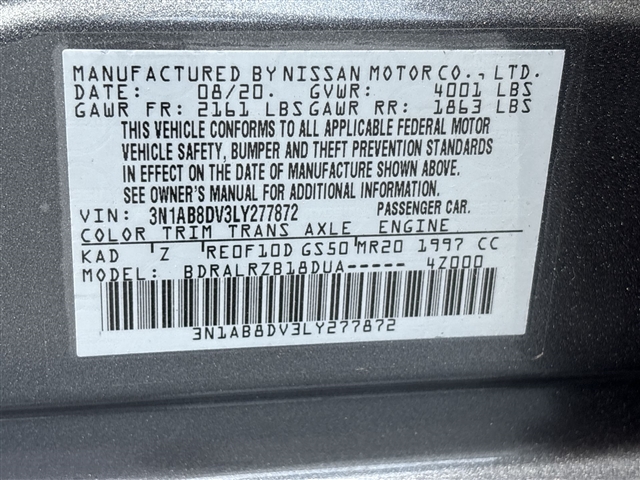 MANUFACTURED BY NISSAN MOTOR CO., LTD.
DATE: 08/20. GVWR: 4001 LBS
GAWR FR: 2161 LBS GAWR RR: 1863 LBS
THIS VEHICLE CONFORMS TO ALL APPLICABLE FEDERAL MOTOR
VEHICLE SAFETY, BUMPER AND THEFT PREVENTION STANDARDS
IN EFFECT ON THE DATE OF MANUFACTURE SHOWN ABOVE.
SEE OWNER'S MANUAL FOR ADDITIONAL INFORMATION.
VIN: 3N1AB8DV3LY277872 PASSENGER CAR.
COLOR TRIM TRANS AXLE ENGINE
KAD Z RE0F10D GS50 MR20 1997 CC
MODEL: BDRALRZB18DUA----- 4Z000
3N1AB8DV3LY277872